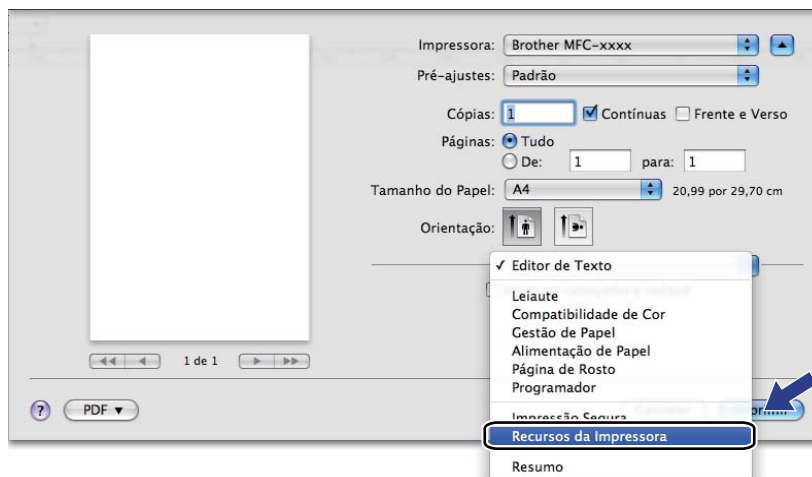 Impressora: Brother MFC-xxxx
Pré-ajustes: Padrão
Cópias: 1 Contínuas Frente e Verso
Páginas: Tudo
De: 1 para: 1
Tamanho do Papel: A4 20,99 por 29,70 cm
Orientação:
✓ Editor de Texto
Leiaute
Compatibilidade de Cor
Gestão de Papel
Alimentação de Papel
Página de Rosto
Programador
Impressão Segura
Recursos da Impressora
Resumo
1 de 1
? PDF ▼